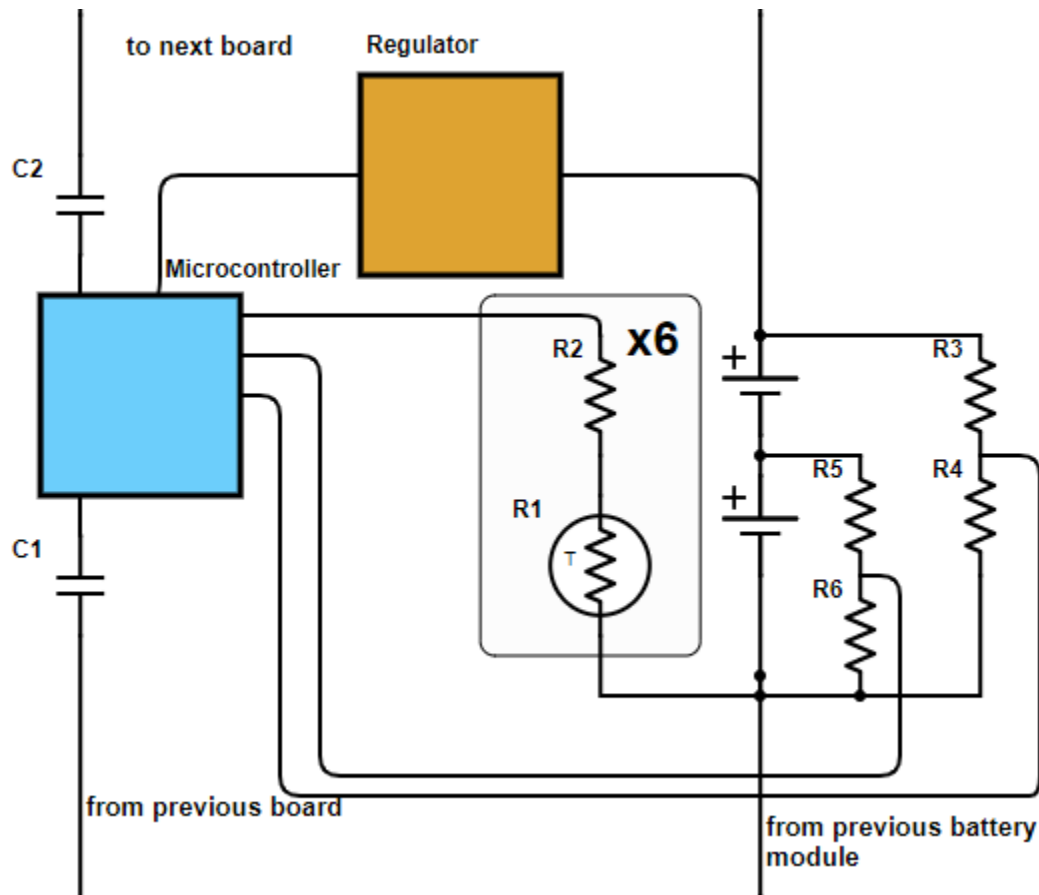 to next board
Regulator
C2
Microcontroller
R2
x6
+
R3
R5
R4
R1
+
T
C1
R6
from previous board
from previous battery
module